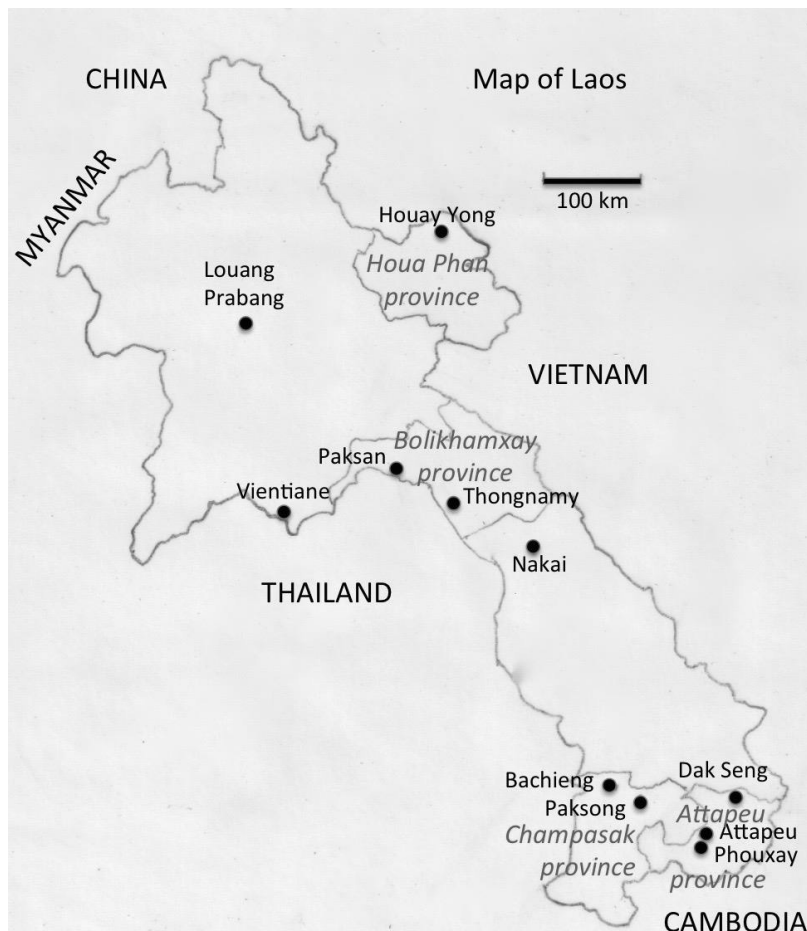 CHINA
Map of Laos
MYANMAR
100 km
Houay Yong
Houa Phan
province
Louang
Prabang
VIETNAM
Bolikhamxay
province
Paksan
Vientiane
Thongnamy
Nakai
THAILAND
Dak Seng
Bachieng
Paksong
Attapeu
Attapeu
Champasak
province
Phouxay
province
CAMBODIA